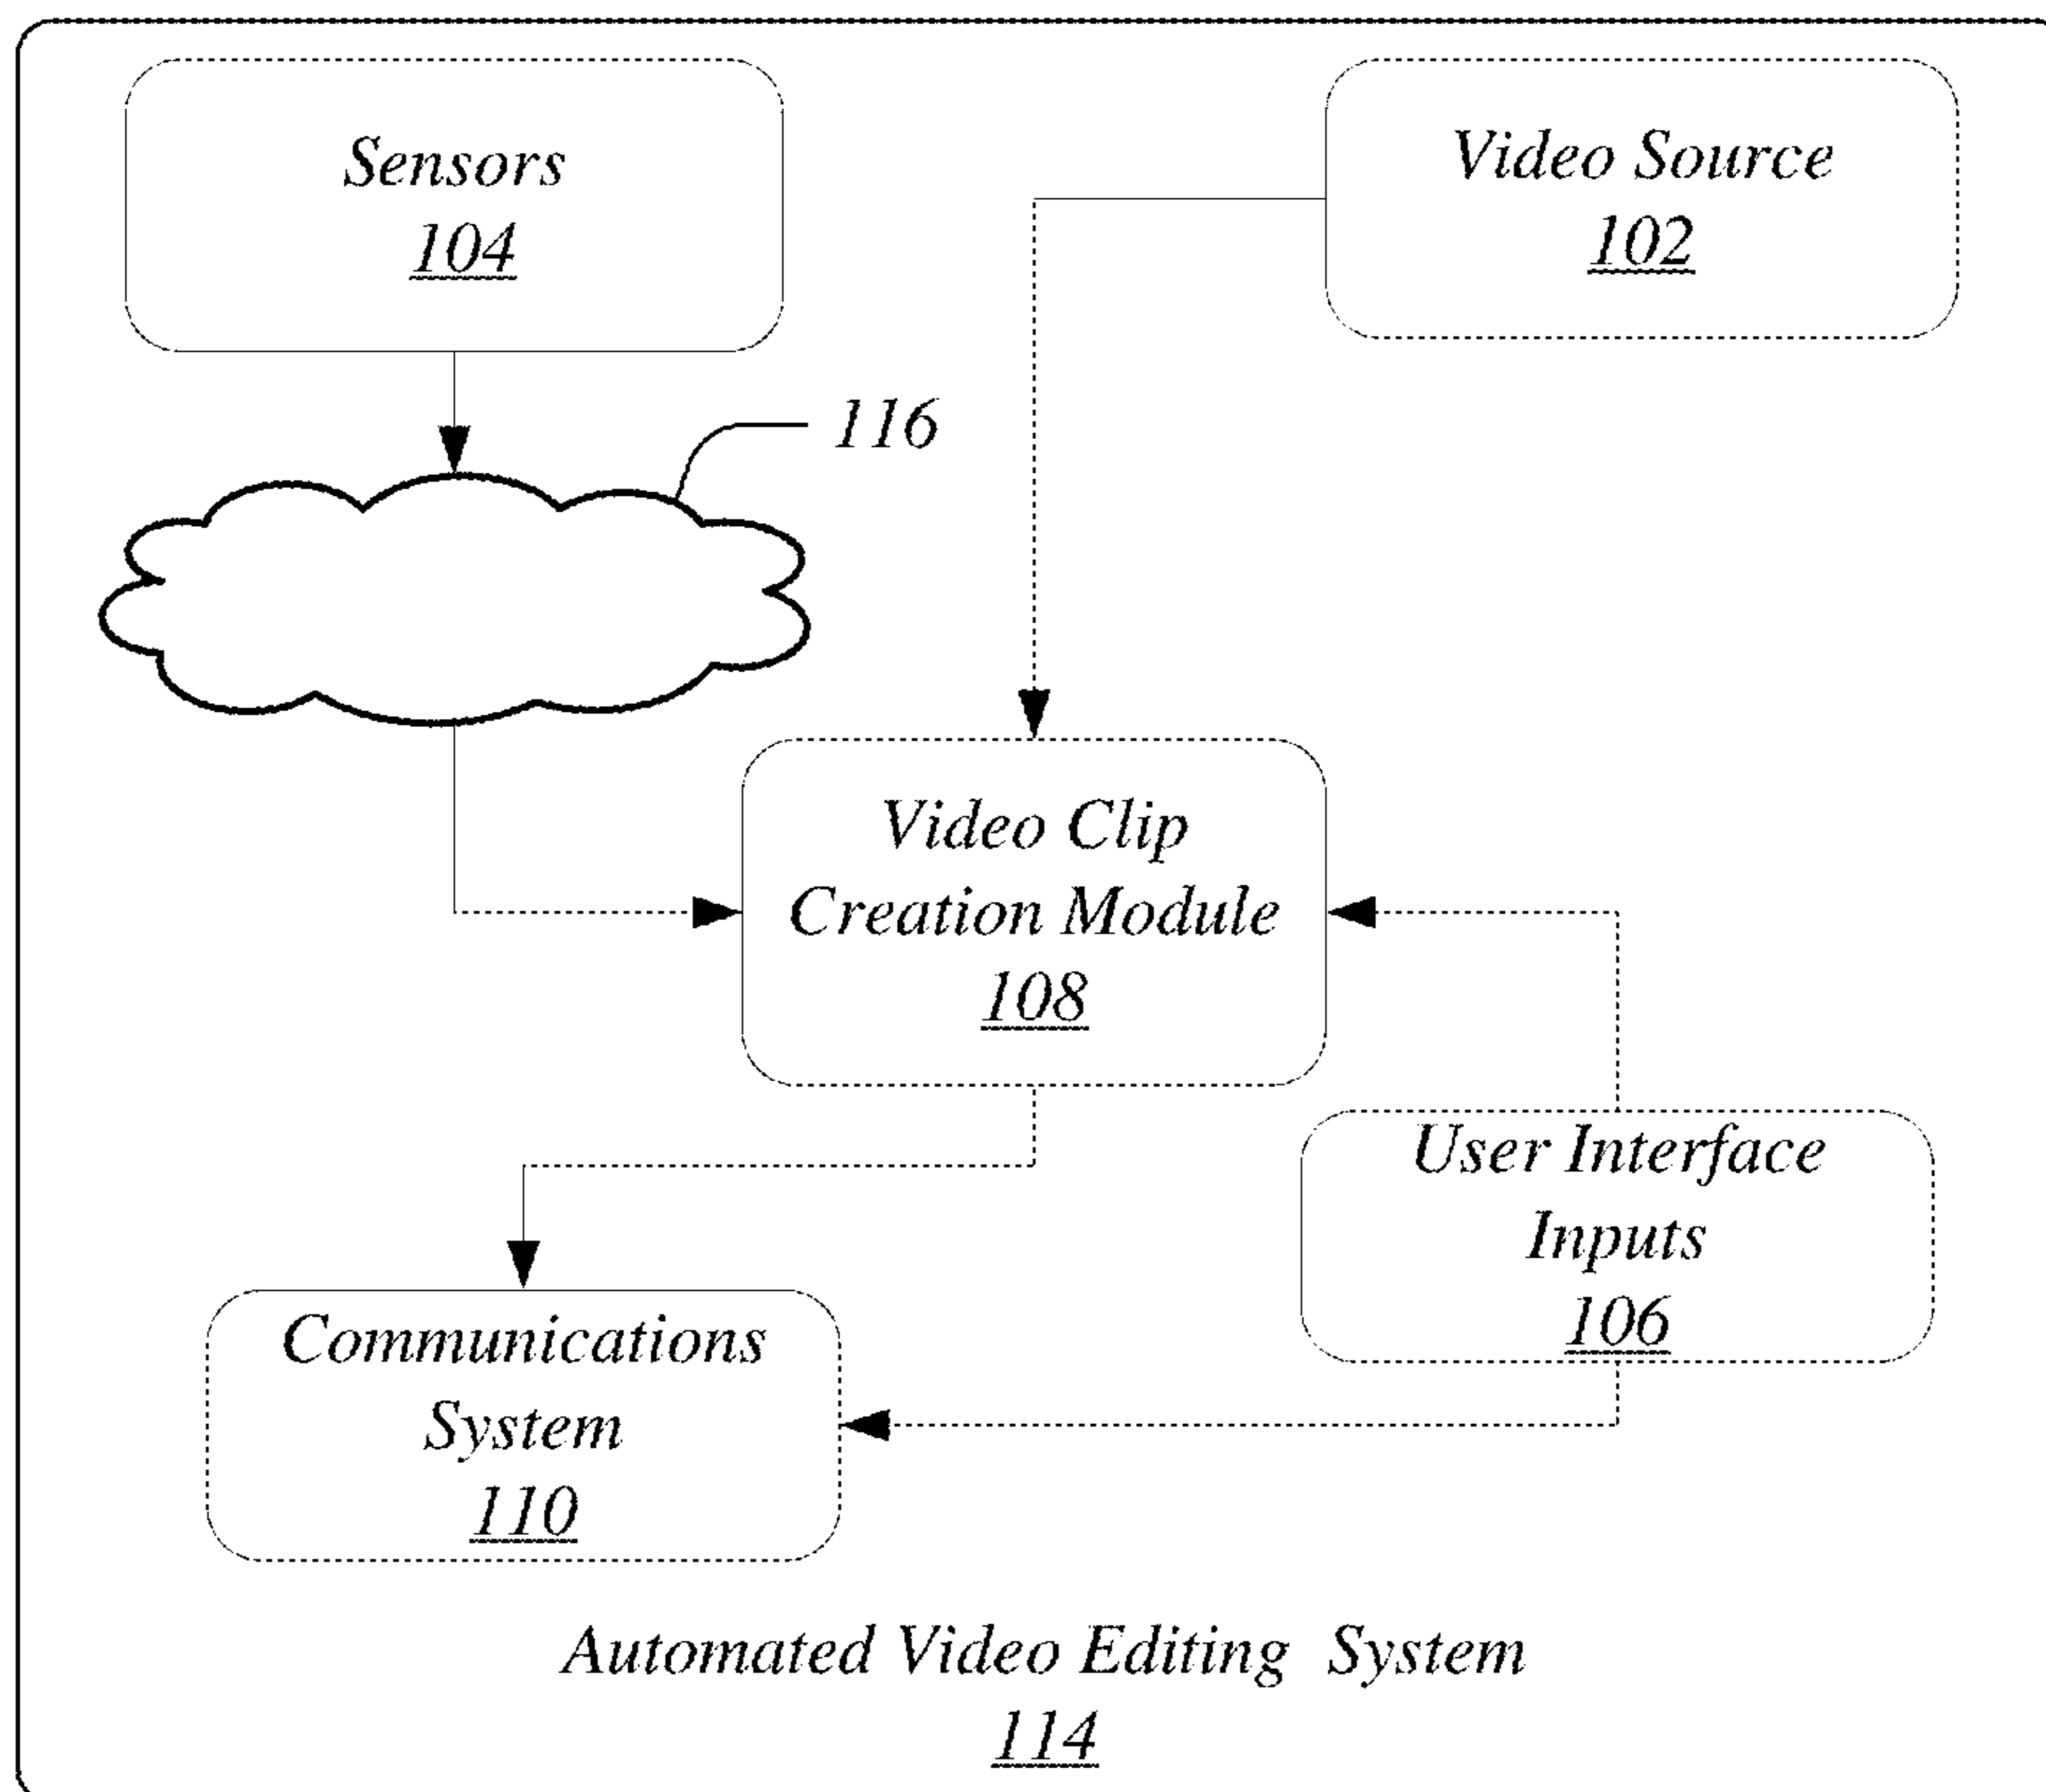 Sensors
104
Video Source
102
116
Video Clip
Creation Module
108
User Interface
Inputs
106
Communications
System
110
Automated Video Editing System
114